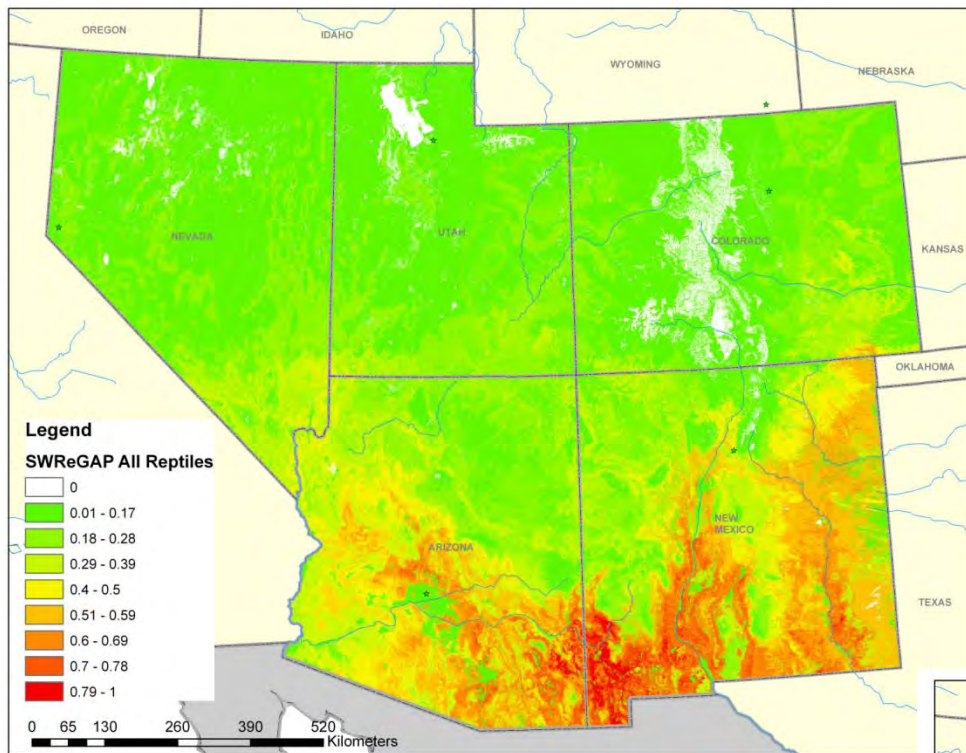 OREGON
IDAHO
WYOMING
NEBRASKA
NEVADA
UTAH
COLORADO
KANSAS
OKLAHOMA
ARIZONA
NEW
MEXICO
TEXAS
Legend
SWReGAP All Reptiles
0
0.01 - 0.17
0.18 - 0.28
0.29 - 0.39
0.4 - 0.5
0.51 - 0.59
0.6 - 0.69
0.7 - 0.78
0.79 - 1
0 65 130 260 390 520
Kilometers